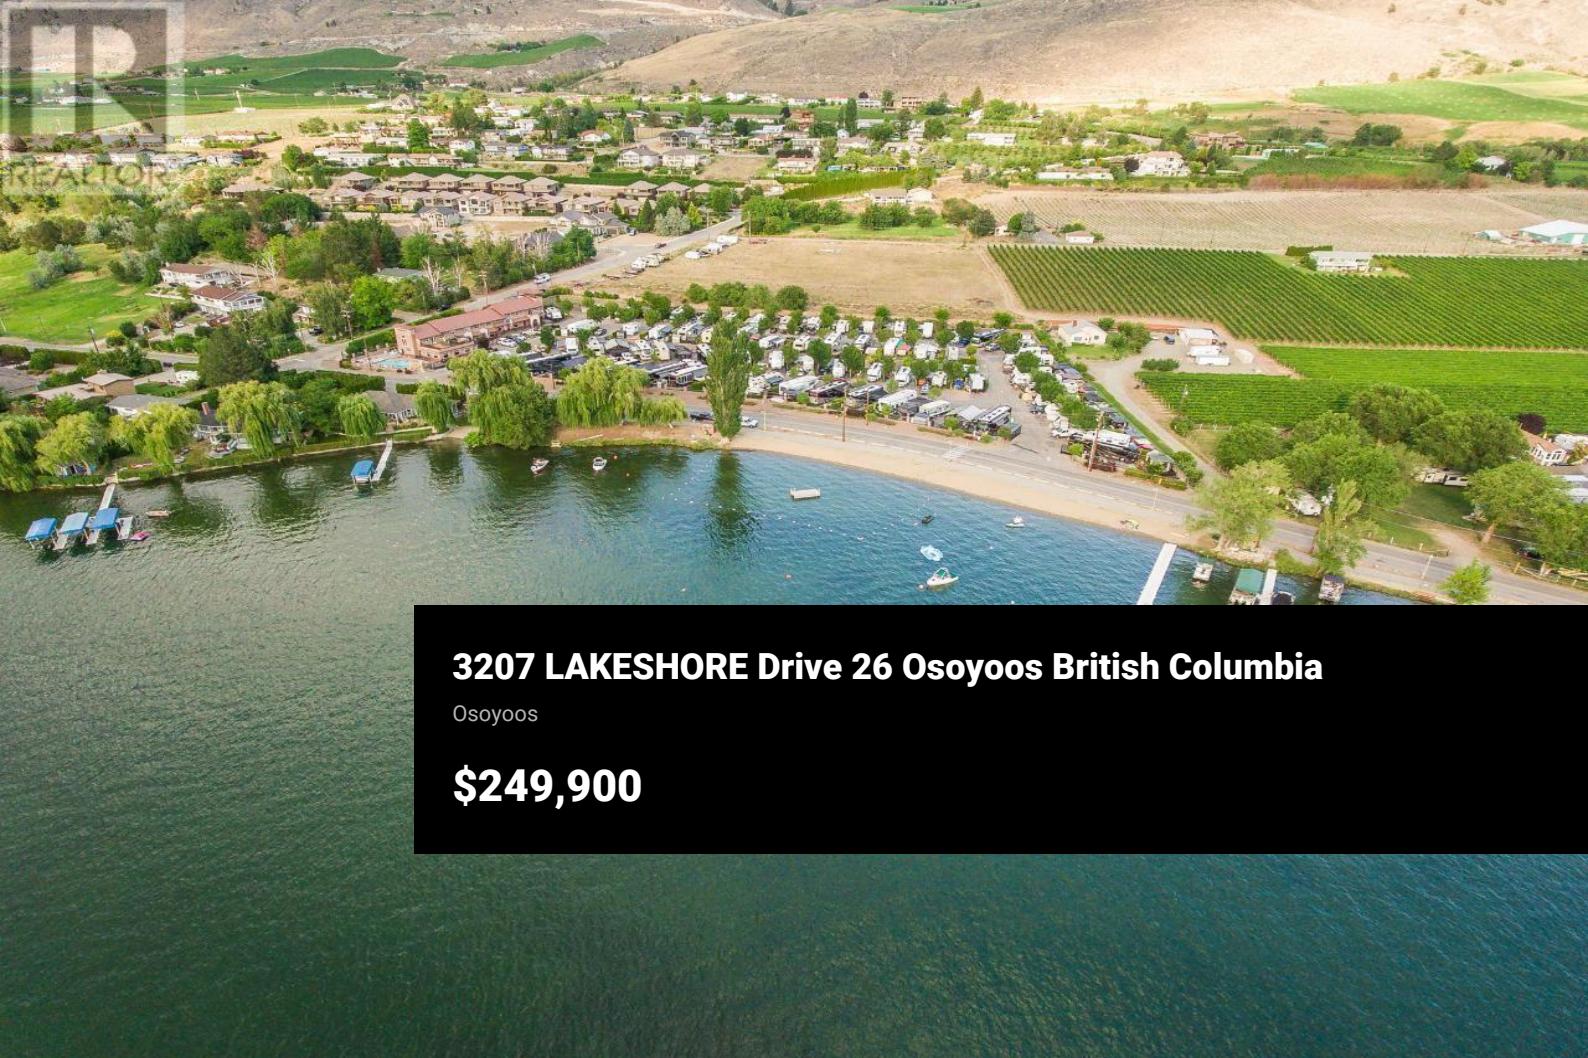 REALTOR
3207 LAKESHORE Drive 26 Osoyoos British Columbia
Osoyoos
$249,900